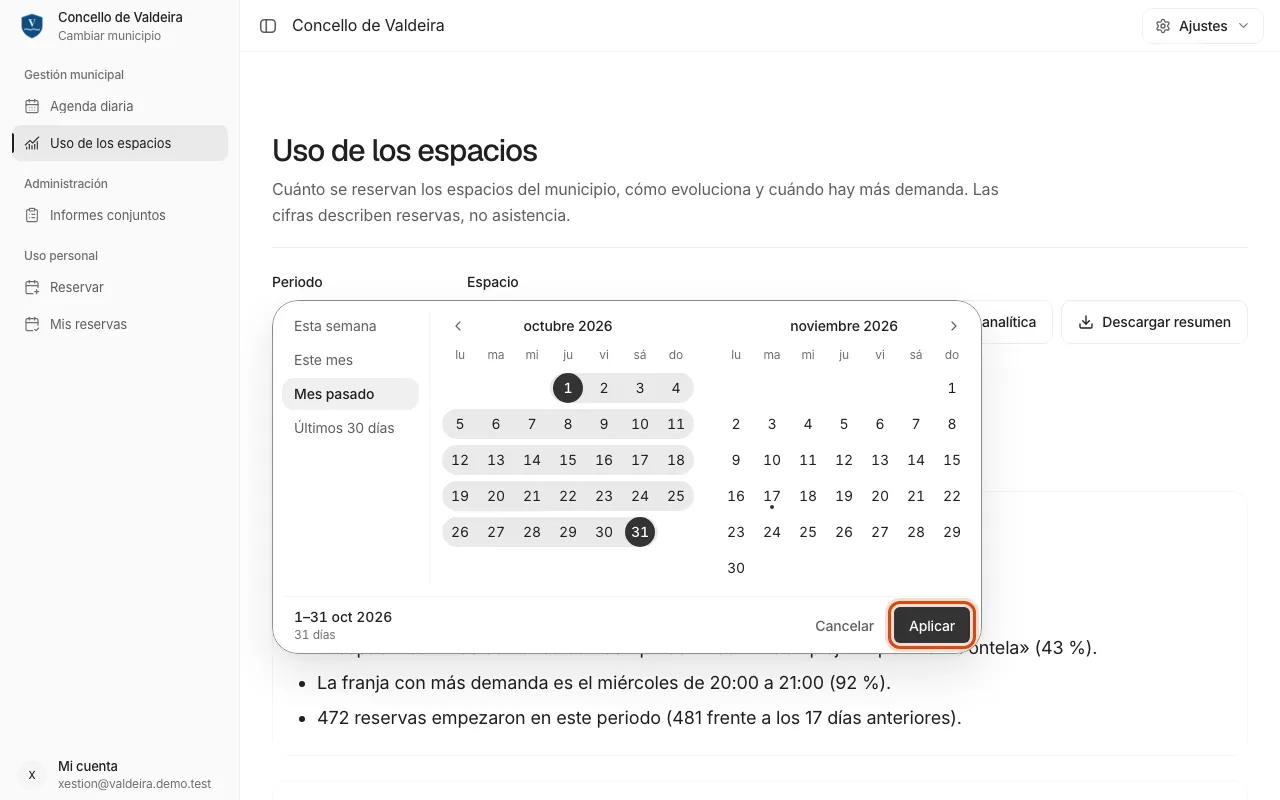 Concello de Valdeira
Cambiar municipio
Gestión municipal
Agenda diaria
Uso de los espacios
Administración
Informes conjuntos
Uso personal
Reservar
Mis reservas
X
Mi cuenta
xestion@valdeira.demo.test
Concello de Valdeira
Ajustes
Uso de los espacios
Cuánto se reservan los espacios del municipio, cómo evoluciona y cuándo hay más demanda. Las
cifras describen reservas, no asistencia.
Periodo
Espacio
analítica
Descargar resumen
Esta semana
Este mes
Mes pasado
Últimos 30 días
octubre 2026
lu ma mi ju vi sá do
1 2 3 4
5 6 7 8 9 10 11
12 13 14 15 16 17 18
19 20 21 22 23 24 25
26 27 28 29 30 31
noviembre 2026
lu ma mi ju vi sá do
1
2 3 4 5 6 7 8
9 10 11 12 13 14 15
16 17 18 19 20 21 22
23 24 25 26 27 28 29
30
1–31 oct 2026
31 días
Cancelar
Aplicar
ontela» (43 %).
La franja con más demanda es el miércoles de 20:00 a 21:00 (92 %).
472 reservas empezaron en este periodo (481 frente a los 17 días anteriores).